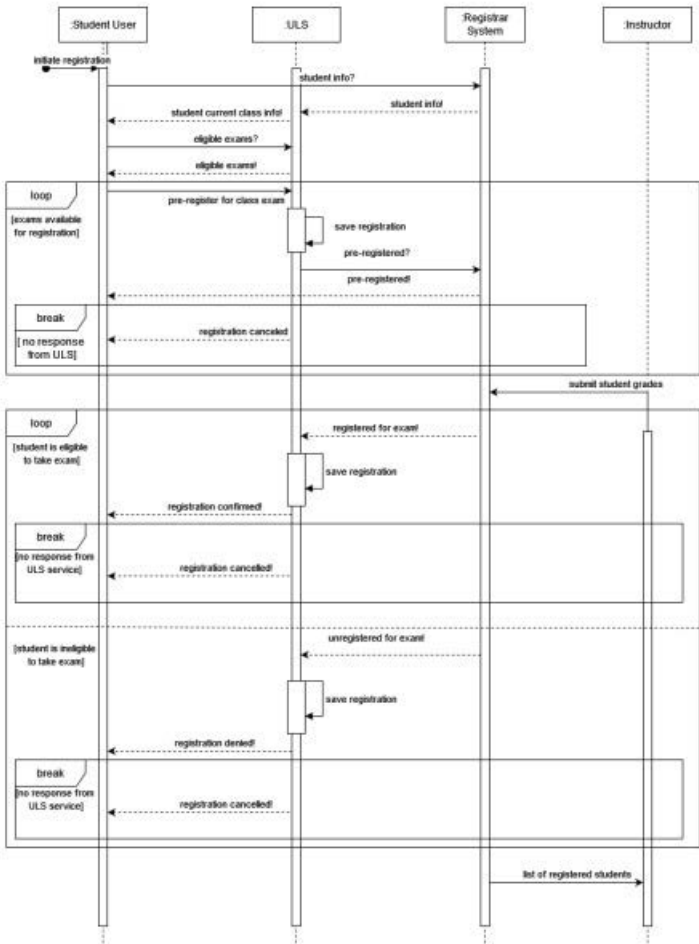 :Student User
:ULS
:Registrar
System
:Instructor
initiate registration
student info?
student info!
student current class info!
eligible exams?
eligible exams!
loop
pre-register for class exam
[exams available
for registration]
save registration
pre-registered?
pre-registered!
break
registration canceled
[ no response
from ULS]
submit student grades
loop
registered for exam!
[student is eligible
to take exam]
save registration
registration confirmed!
break
[no response from
ULS service]
registration cancelled!
unregistered for exam!
[student is ineligible
to take exam]
save registration
registration denied!
break
[no response from
ULS service]
registration cancelled!
list of registered students